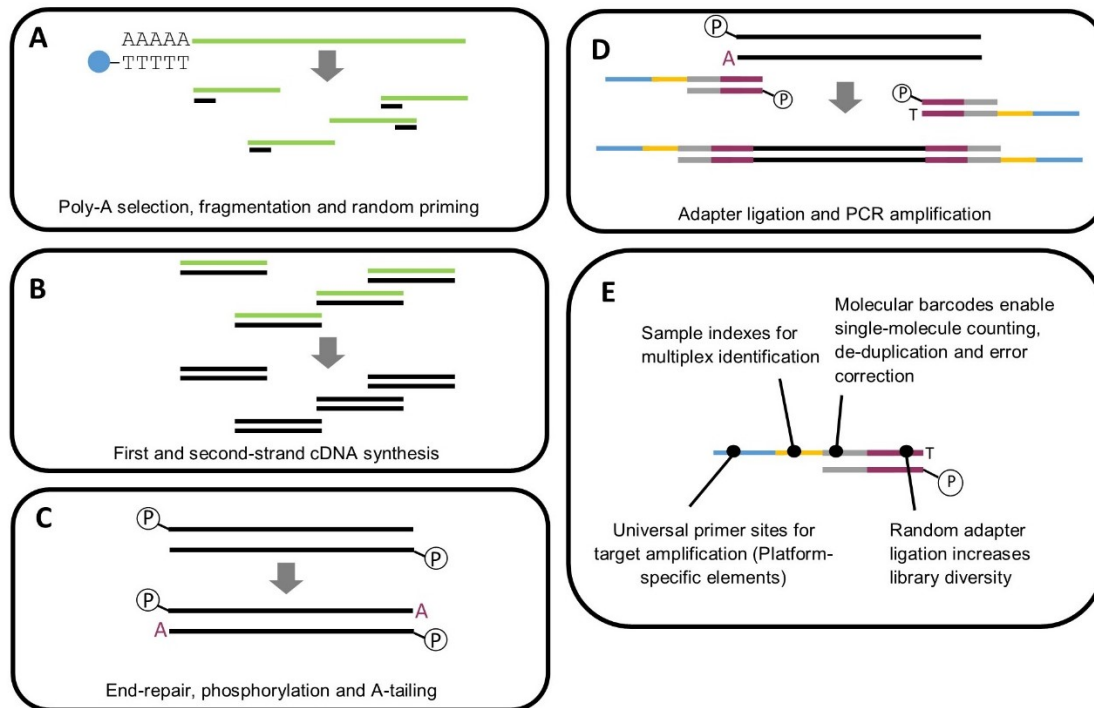 A
AAAAA
TTTTT
Poly-A selection, fragmentation and random priming
B
First and second-strand cDNA synthesis
C
P
P
P
A
A
P
End-repair, phosphorylation and A-tailing
D
P
A
P
P
T
Adapter ligation and PCR amplification
E
Molecular barcodes enable
single-molecule counting,
de-duplication and error
correction
Sample indexes for
multiplex identification
T
P
Universal primer sites for
target amplification (Platform-
specific elements)
Random adapter
ligation increases
library diversity